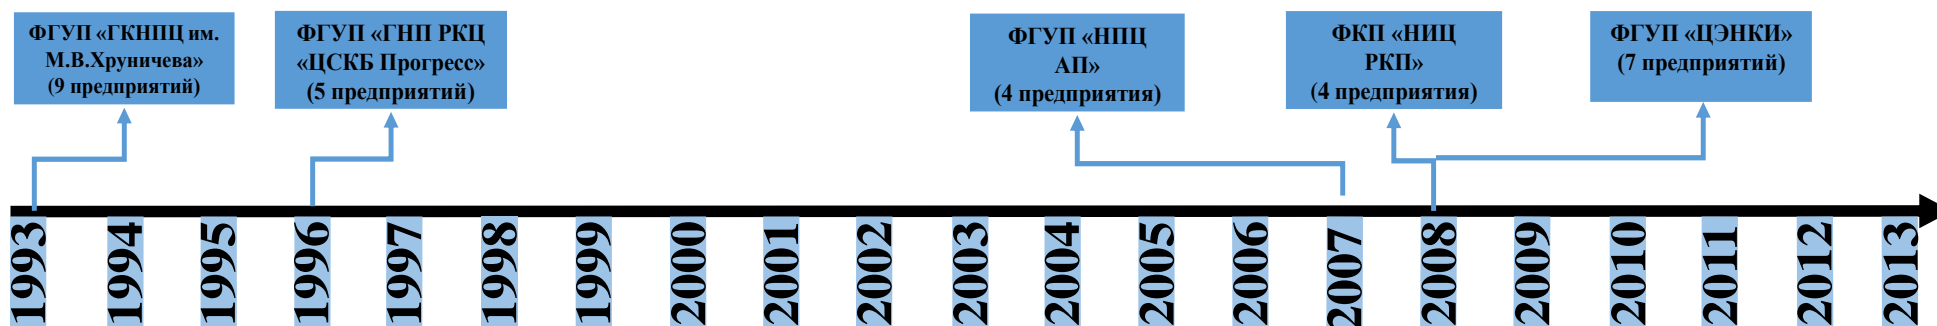 ФГУП «ГКНПЦ им.
М.В.Хруничева»
(9 предприятий)
ФГУП «ГНП РКЦ
«ЦСКБ Прогресс»
(5 предприятий)
ФГУП «НПЦ
АП»
(4 предприятия)
ФКП «НИЦ
РКП»
(4 предприятия)
ФГУП «ЦЭНКИ»
(7 предприятий)
1993
1994
1995
1996
1997
1998
1999
2000
2001
2002
2003
2004
2005
2006
2007
2008
2009
2010
2011
2012
2013